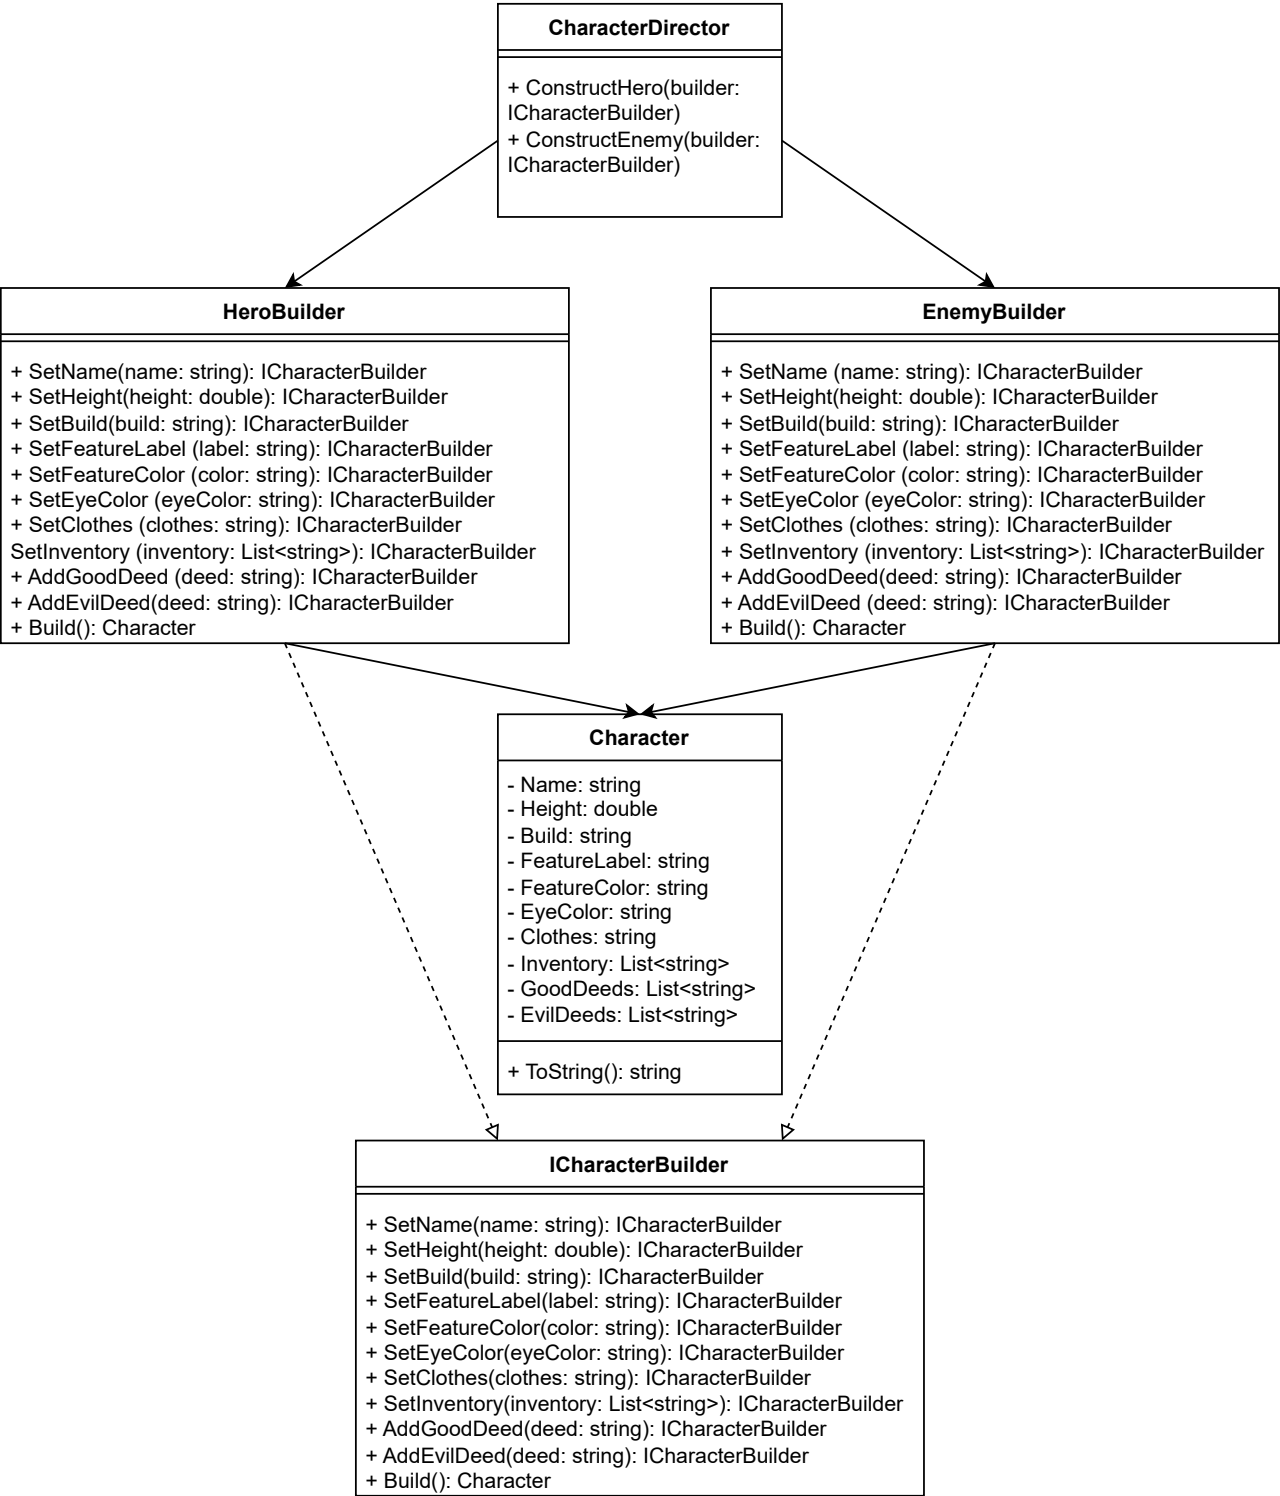 CharacterDirector
+ ConstructHero(builder:
ICharacterBuilder)
+ ConstructEnemy(builder:
ICharacterBuilder)
HeroBuilder
+ SetName(name: string): ICharacterBuilder
+ SetHeight(height: double): ICharacterBuilder
+ SetBuild(build: string): ICharacterBuilder
+ SetFeatureLabel (label: string): ICharacterBuilder
+ SetFeatureColor (color: string): ICharacterBuilder
+ SetEyeColor (eyeColor: string): ICharacterBuilder
+ SetClothes (clothes: string): ICharacterBuilder
SetInventory (inventory: List<string>): ICharacterBuilder
+ AddGoodDeed (deed: string): ICharacterBuilder
+ AddEvilDeed(deed: string): ICharacterBuilder
+ Build(): Character
EnemyBuilder
+ SetName (name: string): ICharacterBuilder
+ SetHeight(height: double): ICharacterBuilder
+ SetBuild(build: string): ICharacterBuilder
+ SetFeatureLabel (label: string): ICharacterBuilder
+ SetFeatureColor (color: string): ICharacterBuilder
+ SetEyeColor (eyeColor: string): ICharacterBuilder
+ SetClothes (clothes: string): ICharacterBuilder
+ SetInventory (inventory: List<string>): ICharacterBuilder
+ AddGoodDeed(deed: string): ICharacterBuilder
+ AddEvilDeed (deed: string): ICharacterBuilder
+ Build(): Character
Character
- Name: string
- Height: double
- Build: string
- FeatureLabel: string
- FeatureColor: string
- EyeColor: string
- Clothes: string
- Inventory: List<string>
- GoodDeeds: List<string>
- EvilDeeds: List<string>
+ ToString(): string
ICharacterBuilder
+ SetName(name: string): ICharacterBuilder
+ SetHeight(height: double): ICharacterBuilder
+ SetBuild(build: string): ICharacterBuilder
+ SetFeatureLabel(label: string): ICharacterBuilder
+ SetFeatureColor(color: string): ICharacterBuilder
+ SetEyeColor(eyeColor: string): ICharacterBuilder
+ SetClothes(clothes: string): ICharacterBuilder
+ SetInventory(inventory: List<string>): ICharacterBuilder
+ AddGoodDeed(deed: string): ICharacterBuilder
+ AddEvilDeed(deed: string): ICharacterBuilder
+ Build(): Character